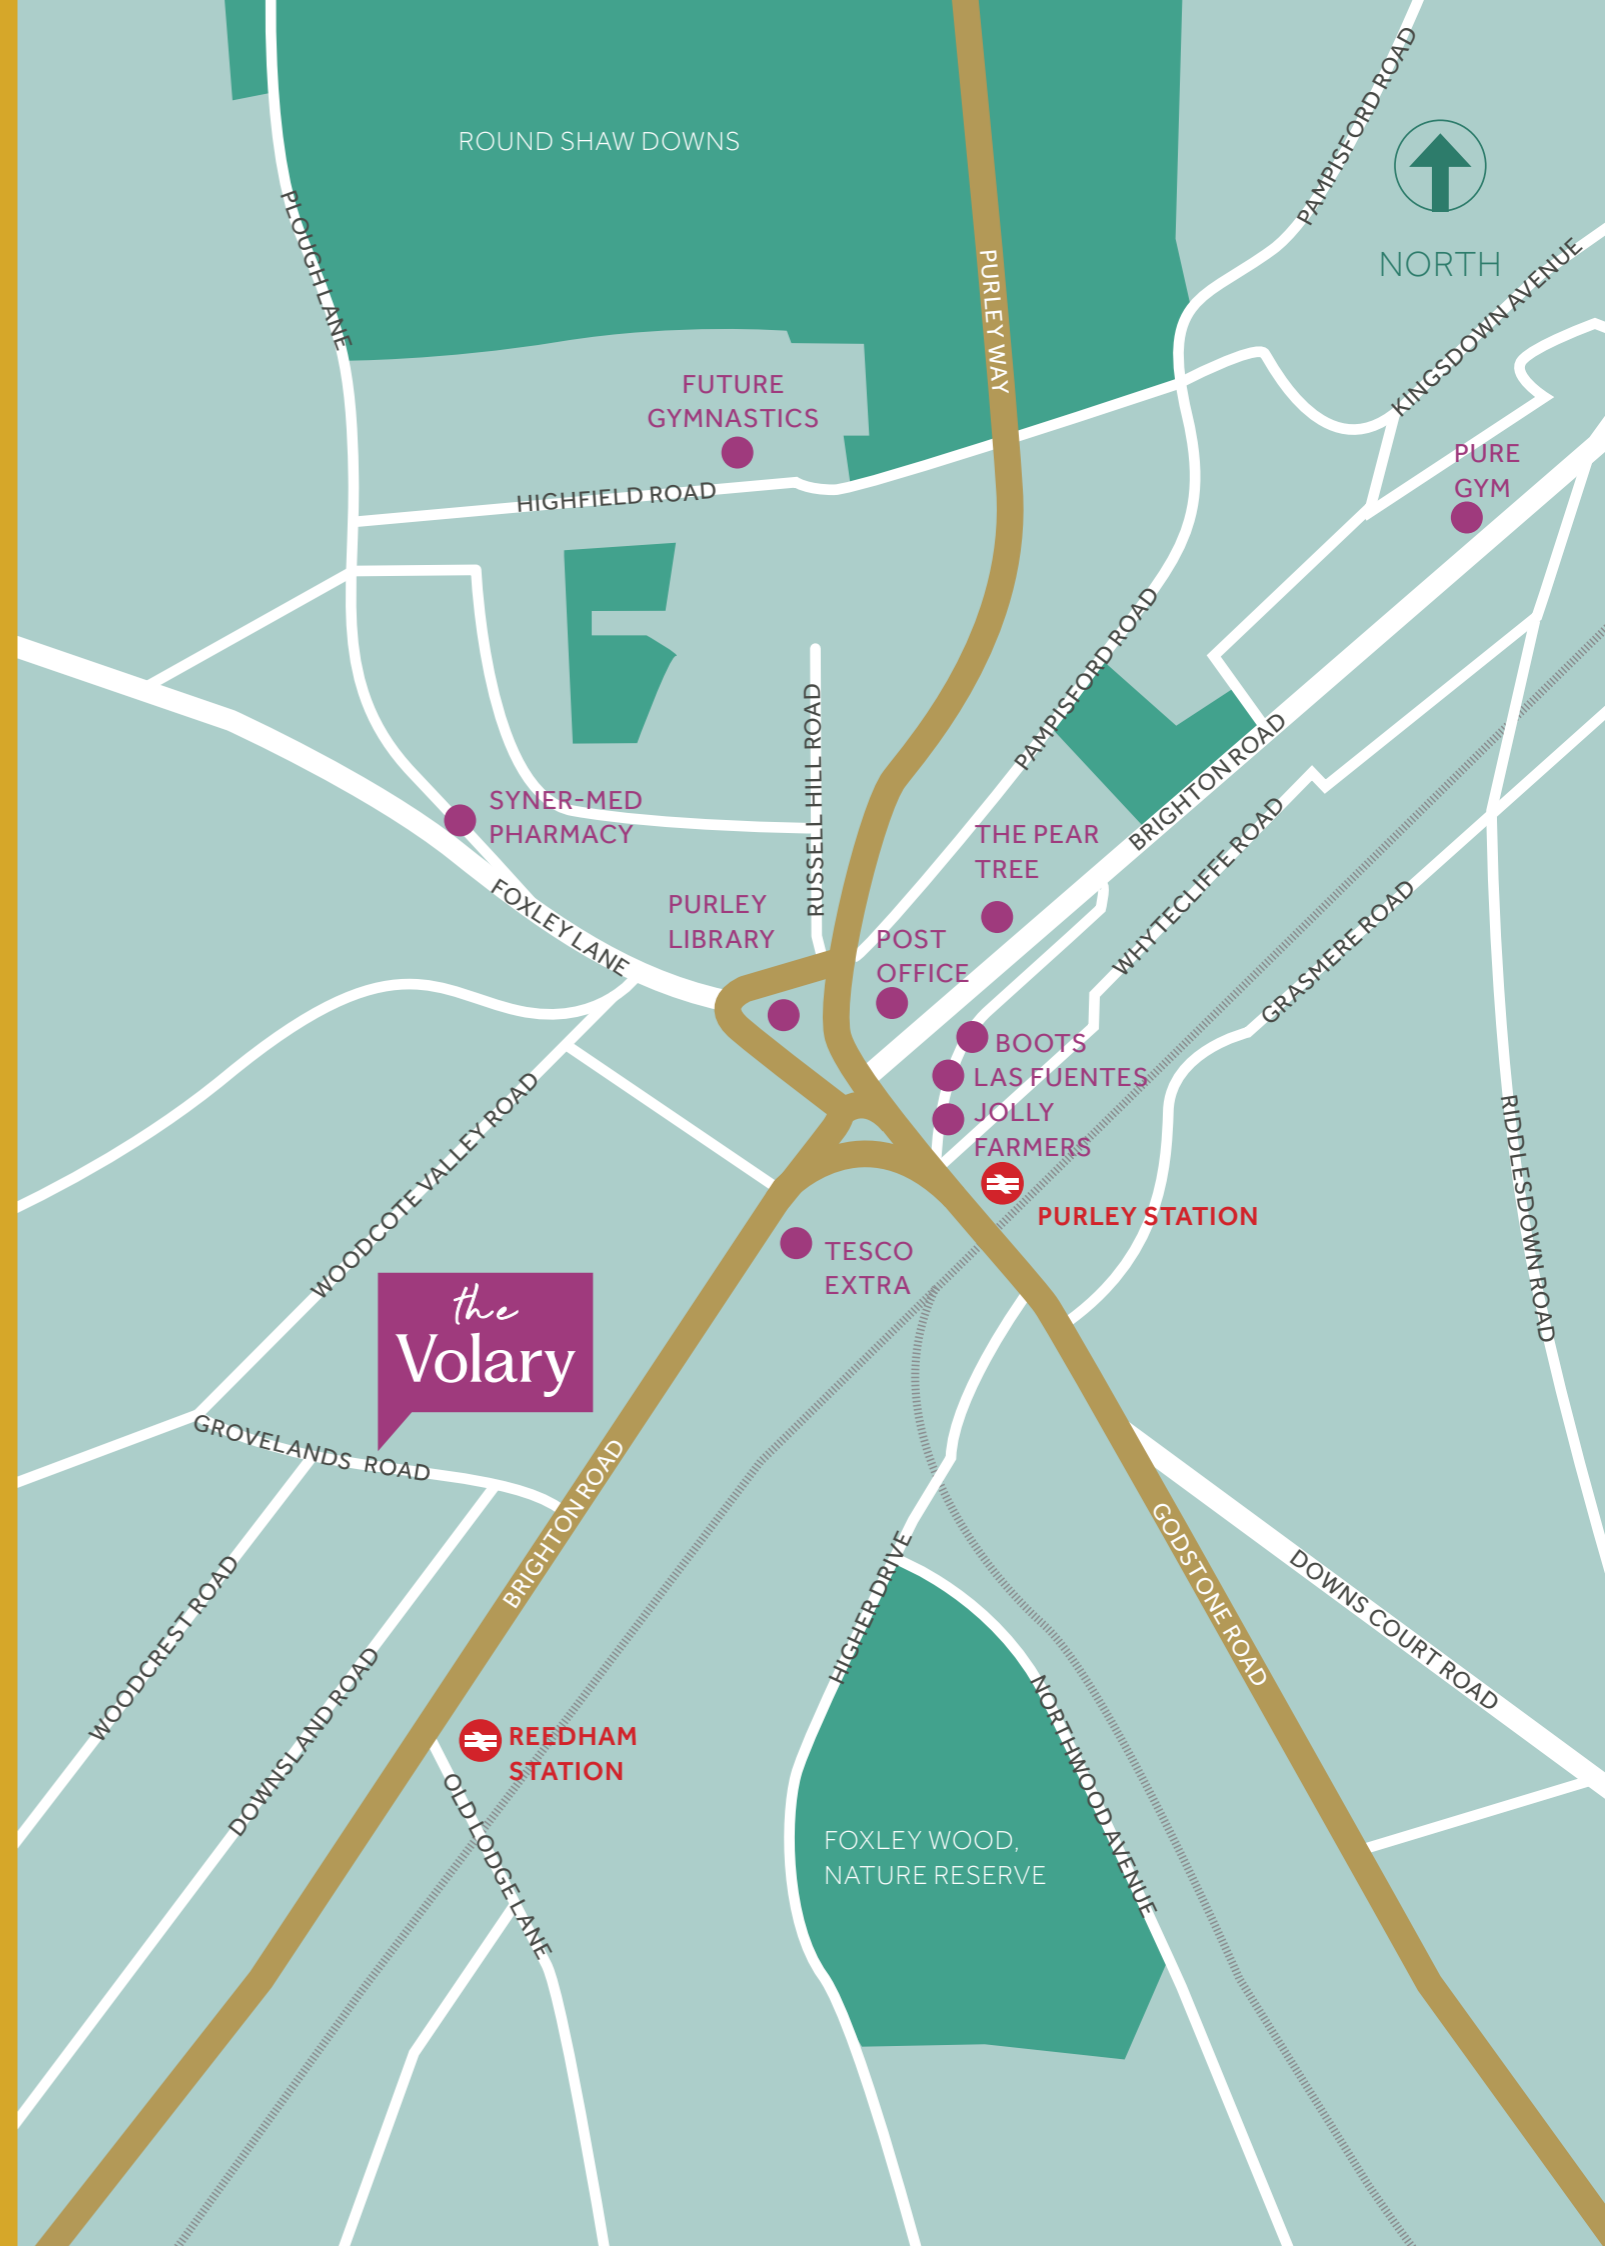 PAMPISFORD ROAD
ROUND SHAW DOWNS
PLOUGH LANE
PURLEY WAY
NORTH
KINGSDOWN AVENUE
FUTURE
GYMNASTICS
PURE
GYM
HIGHFIELD ROAD
PAMPISFORD ROAD
RUSSELL HILL ROAD
BRIGHTON ROAD
SYNER-MED
PHARMACY
THE PEAR
TREE
WHYTECLIFFE ROAD
FOXLEY LANE
PURLEY
LIBRARY
POST
OFFICE
GRASMERE ROAD
BOOTS
LAS FUENTES
JOLLY
FARMERS
WOODCOTE VALLEY ROAD
RIDDLESDOWN ROAD
PURLEY STATION
TESCO
EXTRA
the
Volary
GROVELANDS ROAD
BRIGHTON ROAD
GODSTONE ROAD
HIGHER DRIVE
DOWNS COURT ROAD
WOODCREST ROAD
DOWNSLAND ROAD
NORTHWOOD AVENUE
REEDHAM
STATION
OLD LODGE LANE
FOXLEY WOOD,
NATURE RESERVE